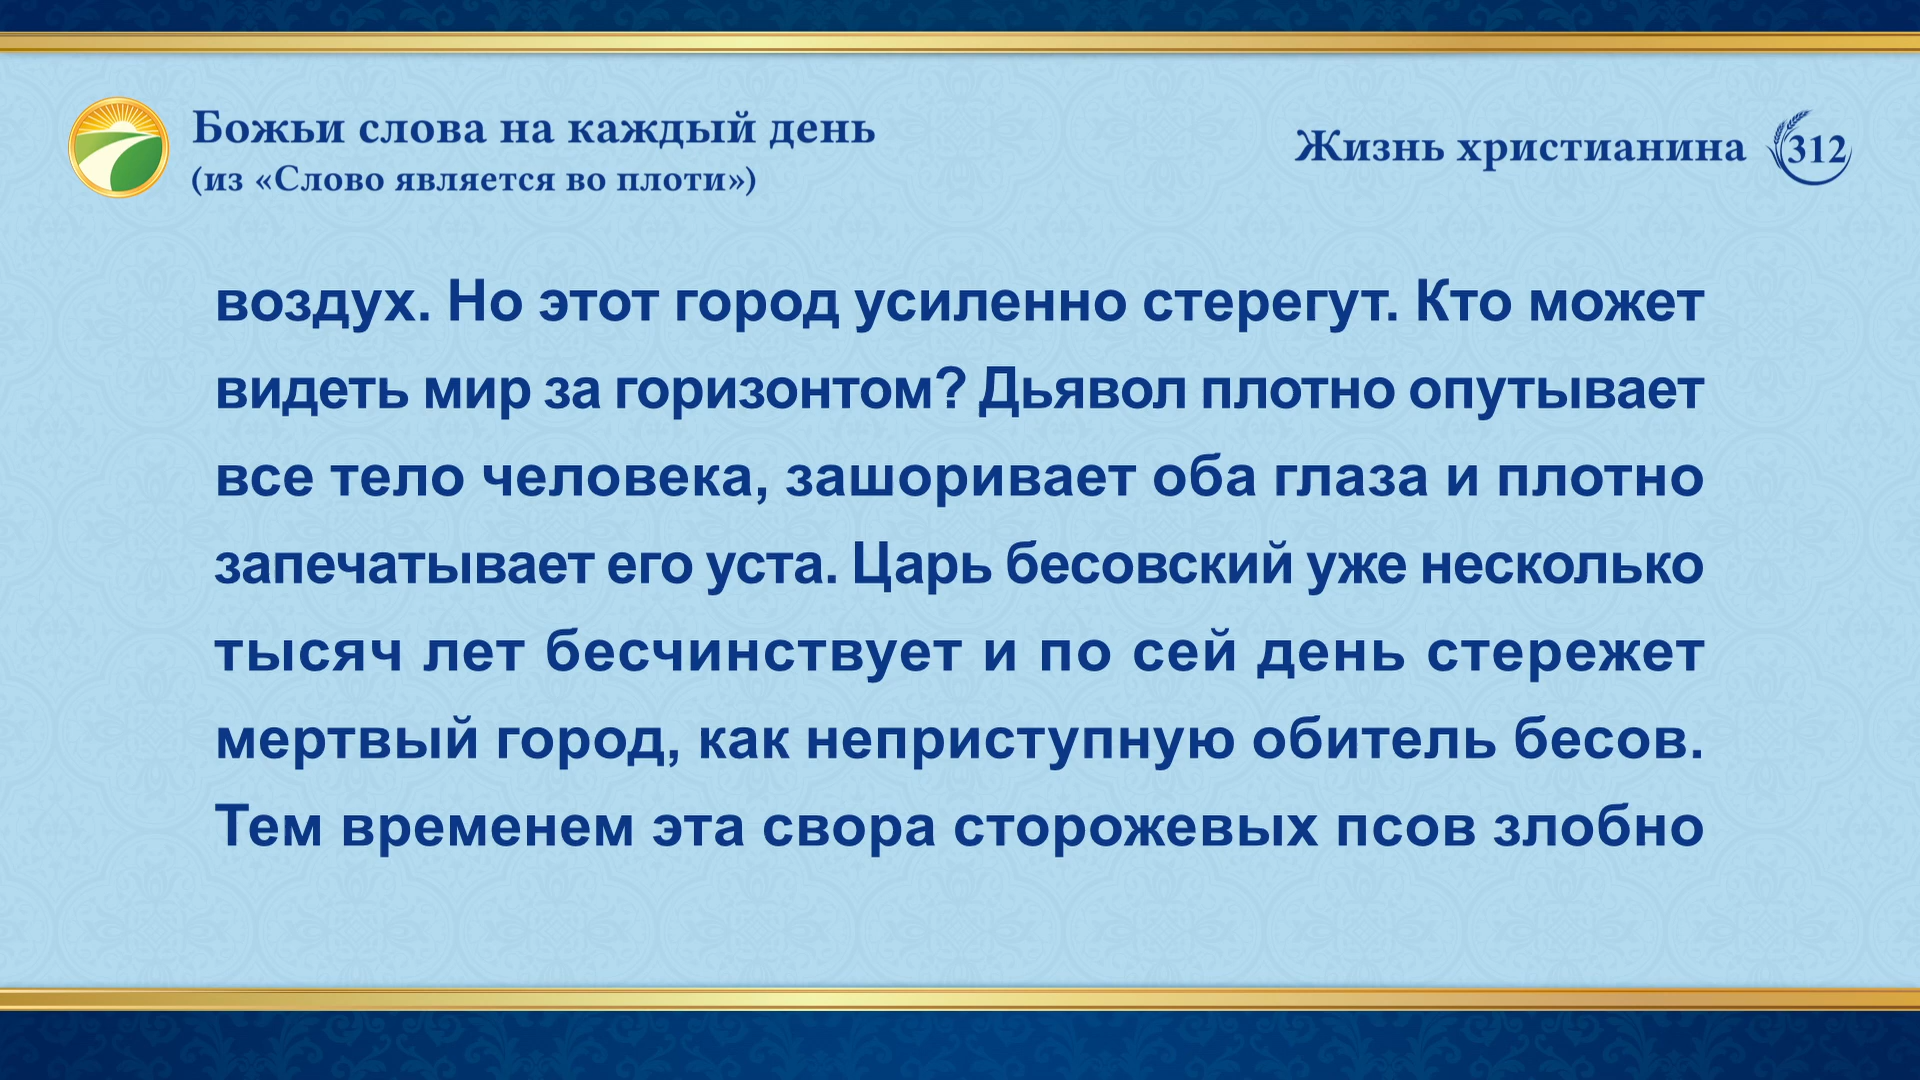 Божьи слова на каждый день
(из «Слово является во плоти»)
Жизнь христианина 312
воздух. Но этот город усиленно стерегут. Кто может
видеть мир за горизонтом? Дьявол плотно опутывает
все тело человека, зашоривает оба глаза и плотно
запечатывает его уста. Царь бесовский уже несколько
тысяч лет бесчинствует и по сей день стережет
мертвый город, как неприступную обитель бесов.
Тем временем эта свора сторожевых псов злобно